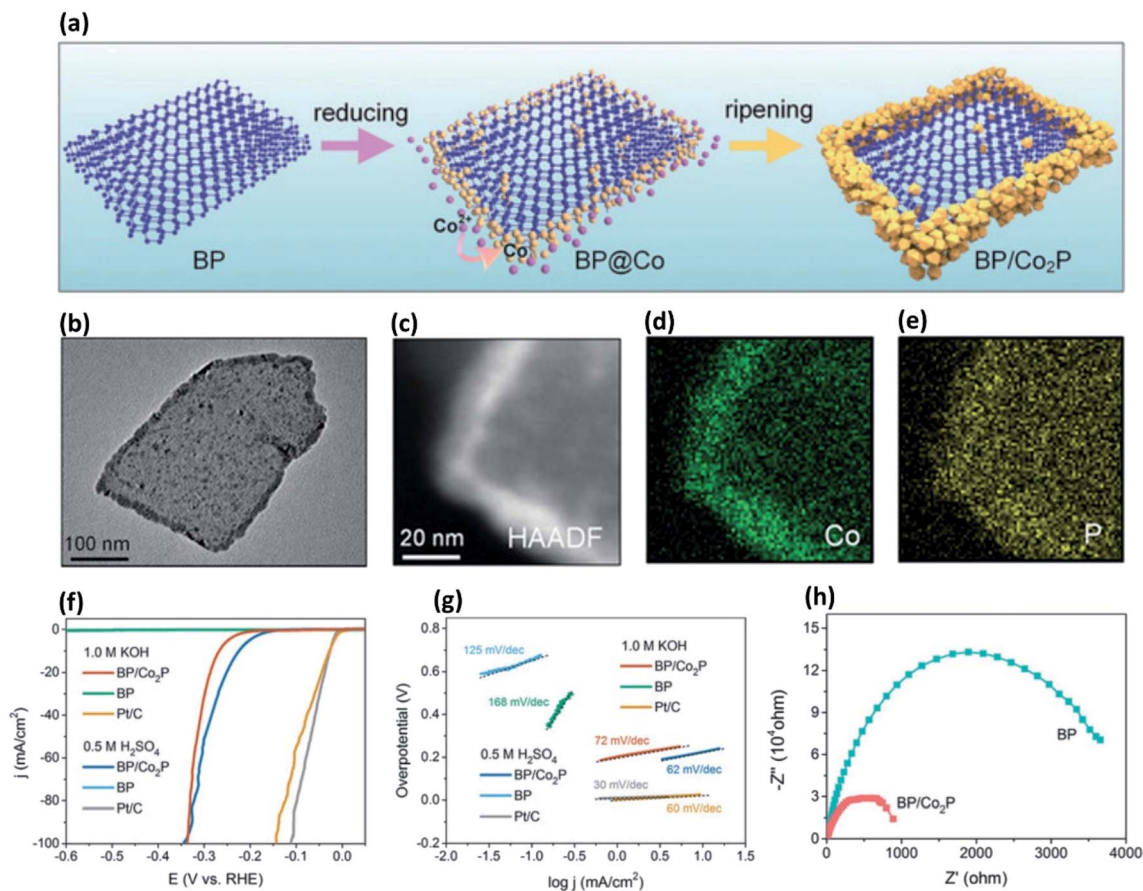 (a)
reducing
ripening
Co²⁺
Co
BP
BP@Co
BP/Co₂P
(b)
100 nm
(c)
20 nm
HAADF
(d)
Co
(e)
P
(f)
0
-20
-40
-60
-80
-100
j (mA/cm²)
1.0 M KOH
BP/Co₂P
BP
Pt/C
0.5 M H₂SO₄
BP/Co₂P
BP
Pt/C
-0.6 -0.5 -0.4 -0.3 -0.2 -0.1 0.0
E (V vs. RHE)
(g)
0.8
0.6
0.4
0.2
0.0
-0.2
Overpotential (V)
125 mV/dec
168 mV/dec
1.0 M KOH
BP/Co₂P
BP
Pt/C
0.5 M H₂SO₄
BP/Co₂P
BP
Pt/C
72 mV/dec
62 mV/dec
30 mV/dec
60 mV/dec
-2.0 -1.5 -1.0 -0.5 0.0 0.5 1.0 1.5
log j (mA/cm²)
(h)
-15
-12
-9
-6
-3
0
-Z'' (10⁴ohm)
BP
BP/Co₂P
0 1000 2000 3000 4000
Z' (ohm)